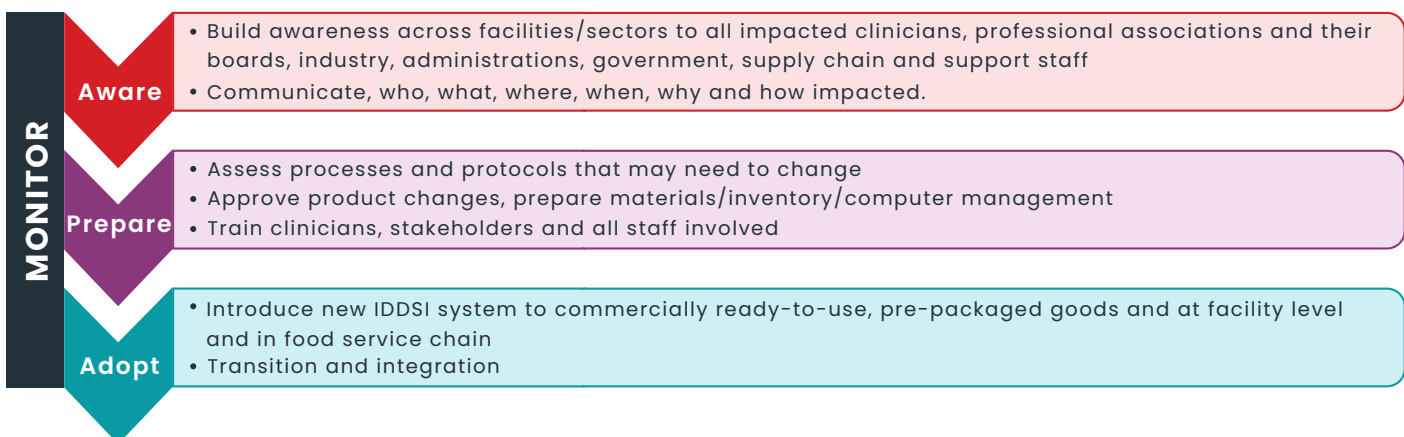 MONITOR
Aware
• Build awareness across facilities/sectors to all impacted clinicians, professional associations and their
boards, industry, administrations, government, supply chain and support staff
• Communicate, who, what, where, when, why and how impacted.
Prepare
• Assess processes and protocols that may need to change
• Approve product changes, prepare materials/inventory/computer management
• Train clinicians, stakeholders and all staff involved
Adopt
• Introduce new IDDSI system to commercially ready-to-use, pre-packaged goods and at facility level
and in food service chain
• Transition and integration